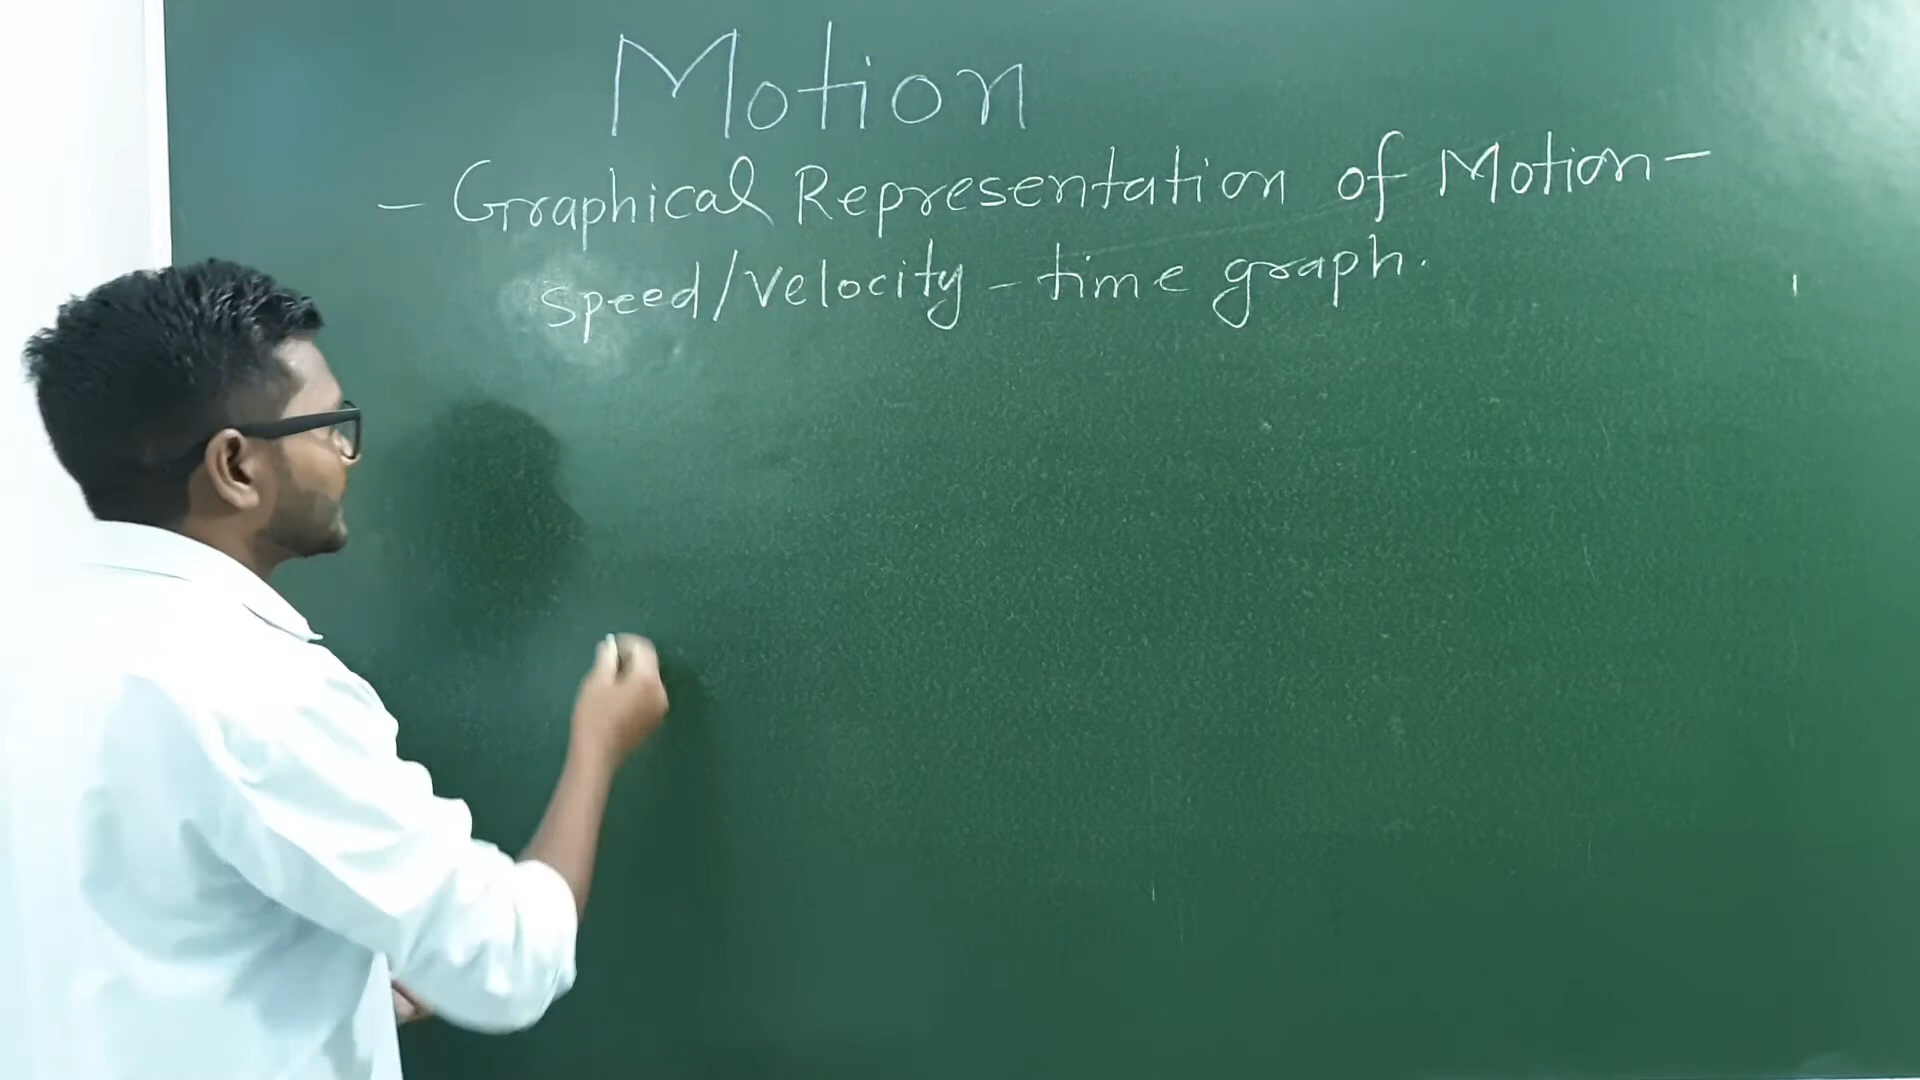 Motion
- Graphical Representation of Motion -
Speed/Velocity - time graph.